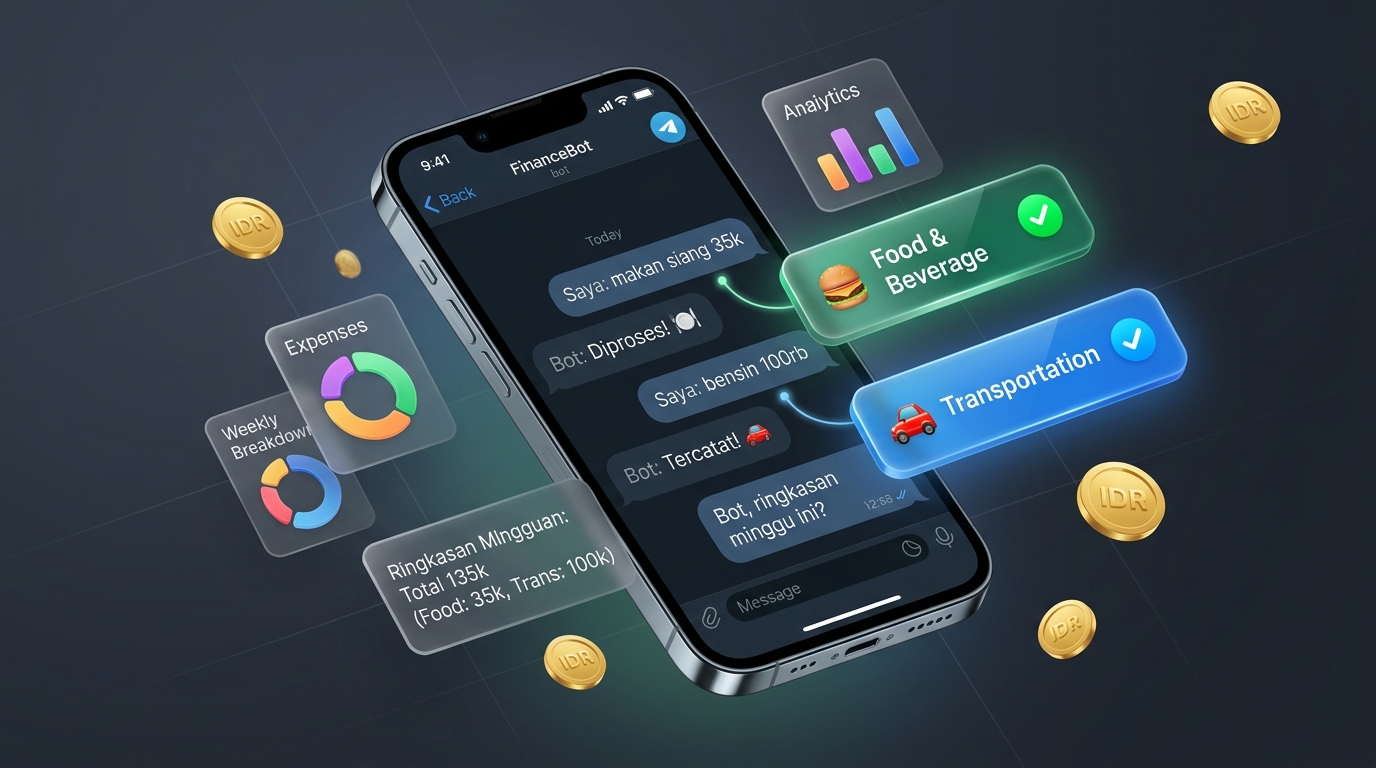 9:41
Back
FinanceBot
bot
Today
Saya: makan siang 35k
Bot: Diproses! 🍽️
Saya: bensin 100rb
Bot: Tercatat! 🚗
Bot, ringkasan
minggu ini?
12:58
Message
Anaiytics
Food &
Beverage
Transportation
Expenses
Weekly
Breakdown
Ringkasan MIngguan:
Total 135k
(Food: 35k, Trans: 100k)
IDR
IDR
IDR
IDR
IDR